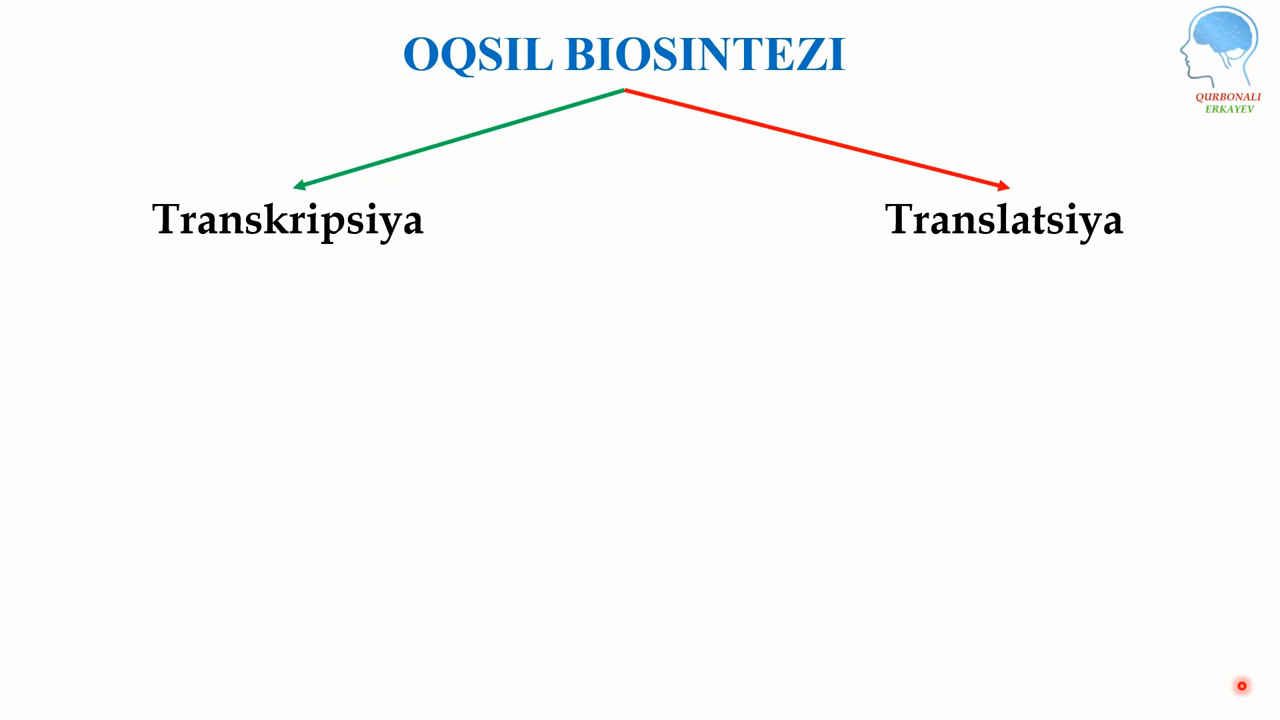 OQSIL BIOSINTEZI
QURBONALI
ERKAYEV
Transkripsiya
Translatsiya